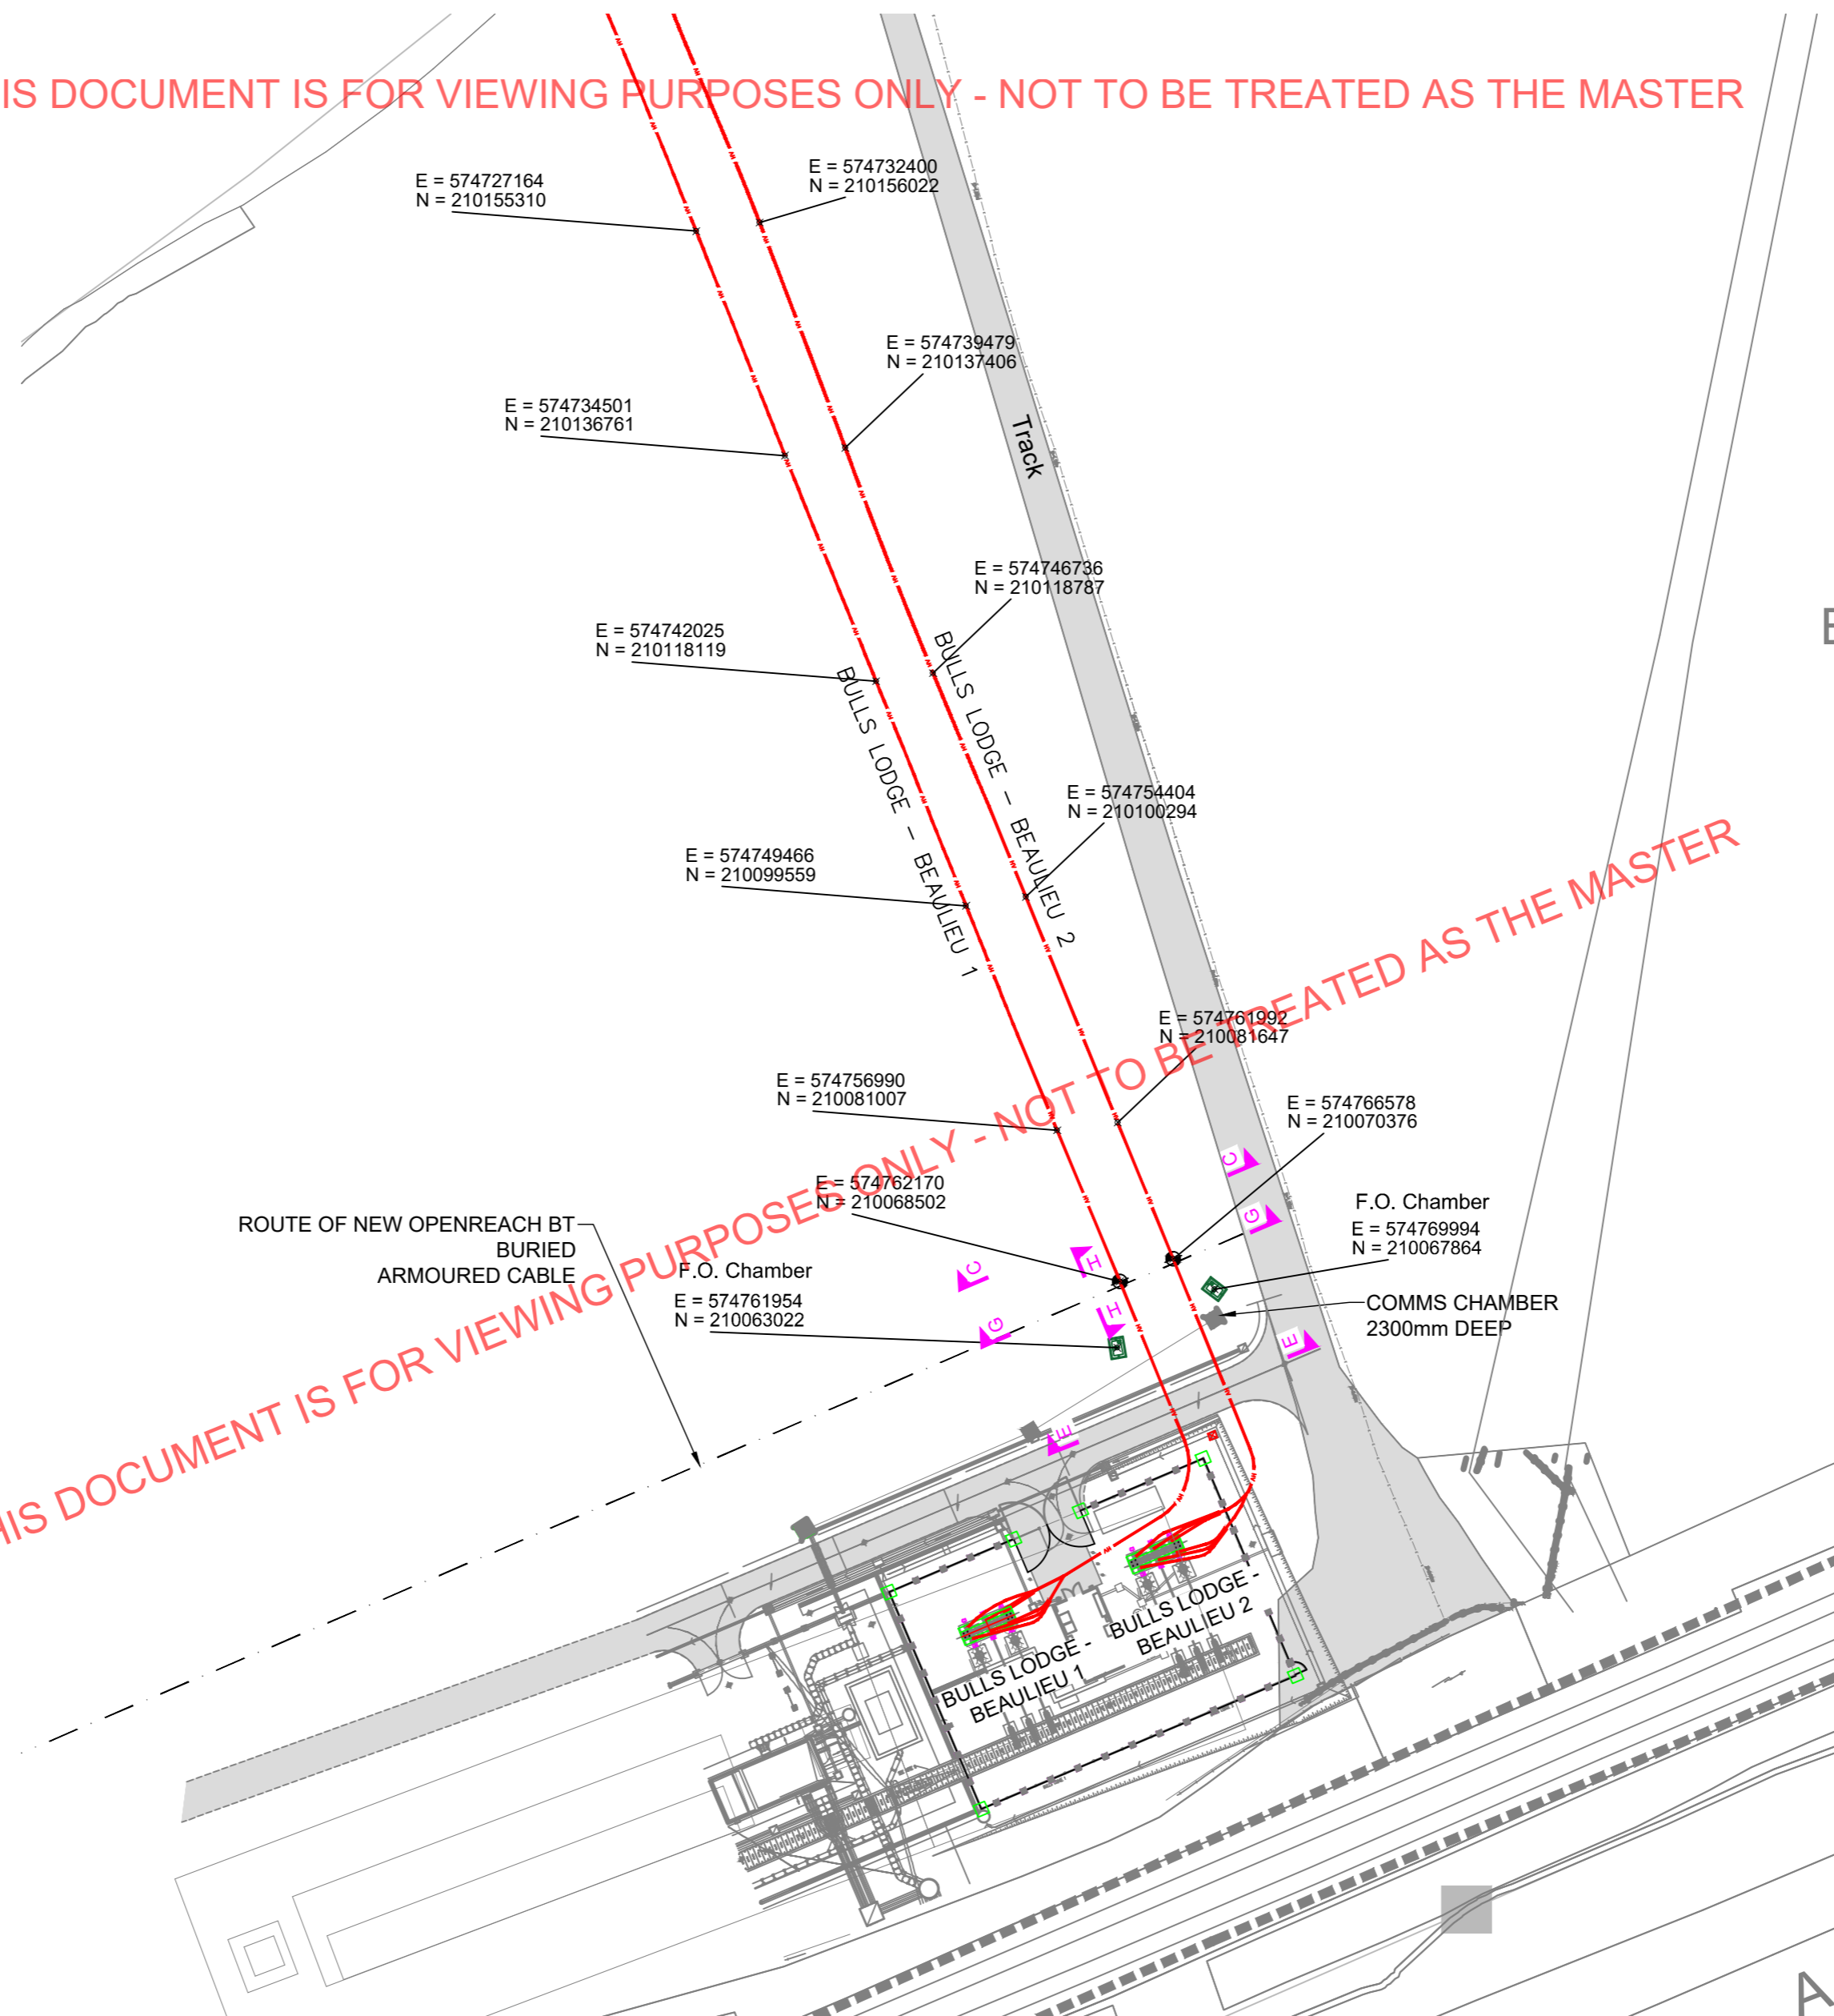 IS DOCUMENT IS FOR VIEWING PURPOSES ONLY - NOT TO BE TREATED AS THE MASTER
E = 574732400
N = 210156022
E = 574727164
N = 210155310
E = 574739479
N = 210137406
E = 574734501
N = 210136761
Track
E = 574746736
N = 210118787
E = 574742025
N = 210118119
BULLS LODGE - BEAULIEU 1
BULLS LODGE - BEAULIEU 2
E = 574754404
N = 210100294
E = 574749466
N = 210099559
E = 574761992
N = 210081647
E = 574756990
N = 210081007
E = 574766578
N = 210070376
E = 574762170
N = 210068502
C
G
F.O. Chamber
E = 574769994
N = 210067864
ROUTE OF NEW OPENREACH BT
BURIED
ARMOURED CABLE
F.O. Chamber
E = 574761954
N = 210063022
C
H
G
H
COMMS CHAMBER
2300mm DEEP
E
E
HIS DOCUMENT IS FOR VIEWING PURPOSES ONLY - NOT TO BE TREATED AS THE MASTER
BULLS LODGE -
BEAULIEU 2
BULLS LODGE -
BEAULIEU 1
A